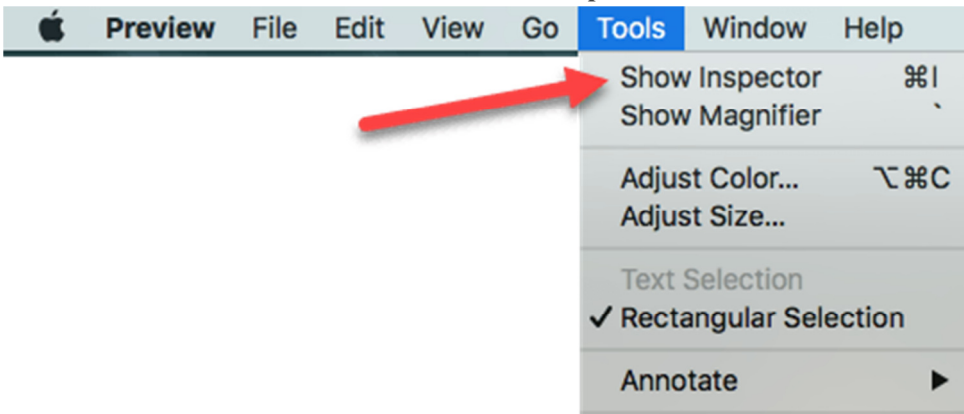 Preview File Edit View Go Tools Window Help
Show Inspector ⌘I
Show Magnifier `
Adjust Color... ⌥⌘C
Adjust Size...
Text Selection
✓ Rectangular Selection
Annotate ▶